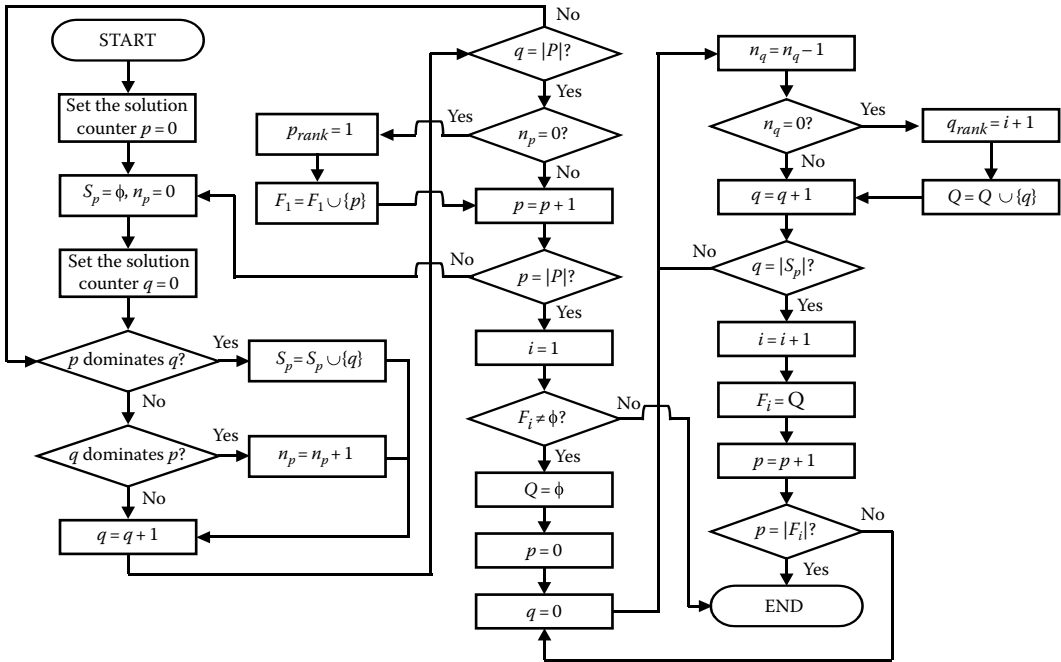 START
Set the solution
counter p = 0
S_p = ϕ, n_p = 0
Set the solution
counter q = 0
p dominates q?
Yes
S_p = S_p ∪{q}
No
q dominates p?
Yes
n_p = n_p + 1
No
q = q + 1
No
q = |P|?
Yes
n_p = 0?
Yes
p_rank = 1
F_1 = F_1 ∪{p}
No
p = p + 1
p = |P|?
No
Yes
i = 1
F_i ≠ ϕ?
No
Yes
Q = ϕ
p = 0
q = 0
n_q = n_q − 1
n_q = 0?
Yes
q_rank = i + 1
Q = Q ∪{q}
No
q = q + 1
q = |S_p|?
No
Yes
i = i + 1
F_i = Q
p = p + 1
p = |F_i|?
No
Yes
END